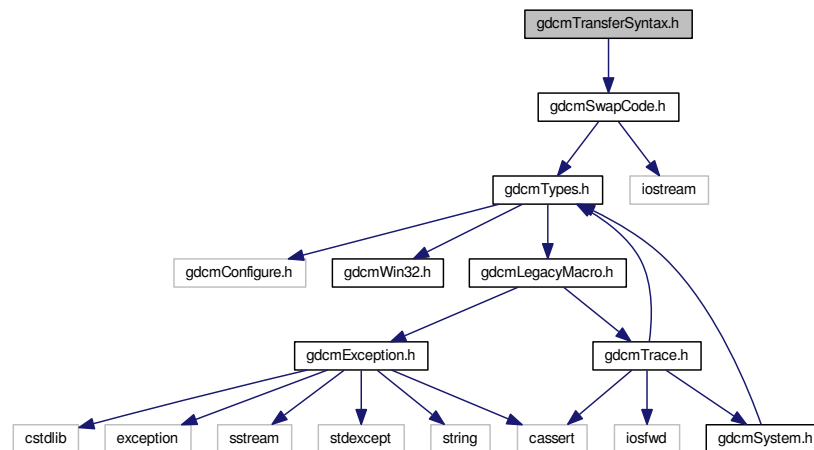 gdcmTransferSyntax.h
gdcmSwapCode.h
gdcmTypes.h
iostream
gdcmConfigure.h
gdcmWin32.h
gdcmLegacyMacro.h
gdcmException.h
gdcmTrace.h
cstdlib
exception
sstream
stdexcept
string
cassert
iosfwd
gdcmSystem.h